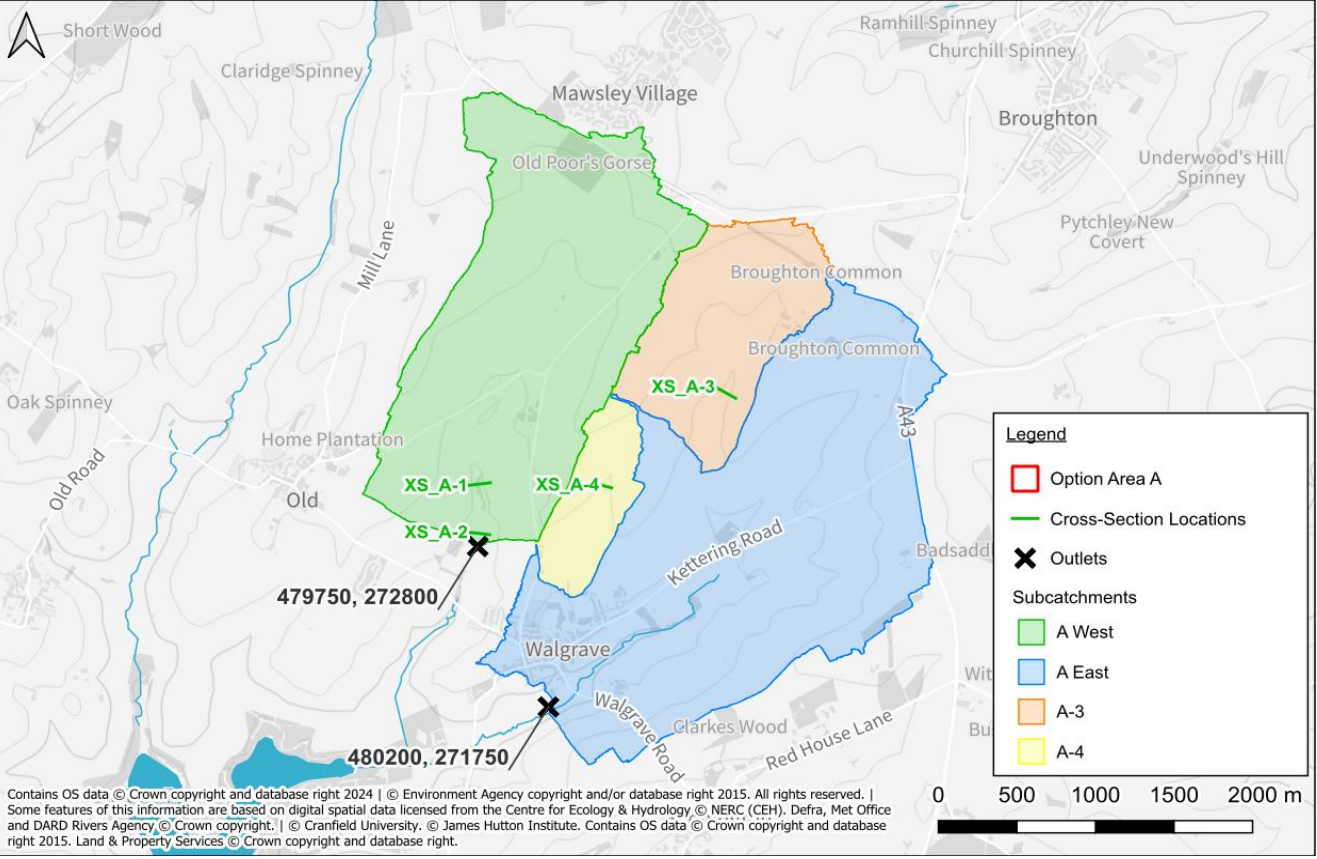 Short Wood
Ramhill Spinney
Churchill Spinney
Claridge Spinney
Mawsley Village
Broughton
Old Poor's Gorse
Underwood's Hill
Spinney
Mill Lane
Pytchley New
Covert
Broughton Common
Broughton Common
XS_A-3
Oak Spinney
A43
Home Plantation
Old Road
Old
XS_A-1
XS_A-4
XS_A-2
Kettering Road
479750, 272800
Walgrave
Walgrave Road
Clarkes Wood
Red House Lane
480200, 271750
Legend
Option Area A
Cross-Section Locations
Outlets
Subcatchments
A West
A East
A-3
A-4
0 500 1000 1500 2000 m
Contains OS data © Crown copyright and database right 2024 | © Environment Agency copyright and/or database right 2015. All rights reserved. |
Some features of this information are based on digital spatial data licensed from the Centre for Ecology & Hydrology © NERC (CEH). Defra, Met Office
and DARD Rivers Agency © Crown copyright. | © Cranfield University. © James Hutton Institute. Contains OS data © Crown copyright and database
right 2015. Land & Property Services © Crown copyright and database right.